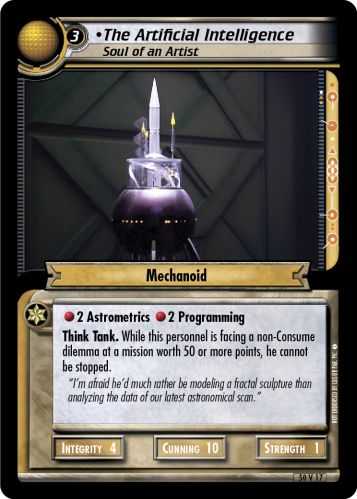 3
•The Artificial Intelligence
Soul of an Artist
Mechanoid
2 Astrometrics 2 Programming
Think Tank. While this personnel is facing a non-Consume
dilemma at a mission worth 50 or more points, he cannot
be stopped.
"I'm afraid he'd much rather be modeling a fractal sculpture than
analyzing the data of our latest astronomical scan."
INTEGRITY 4
CUNNING 10
STRENGTH 1
50 V 17